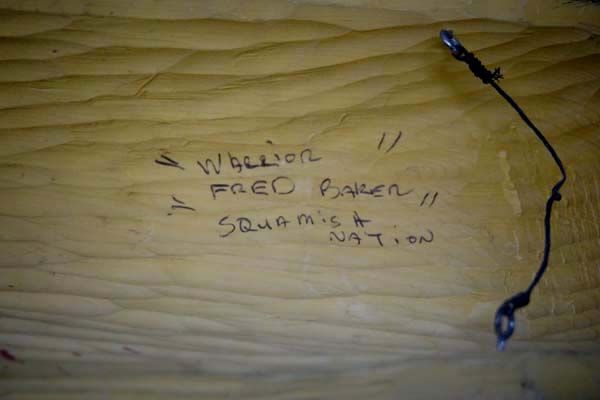 " WARRIOR "
" FRED BAKER "
SQUAMISH
NATION